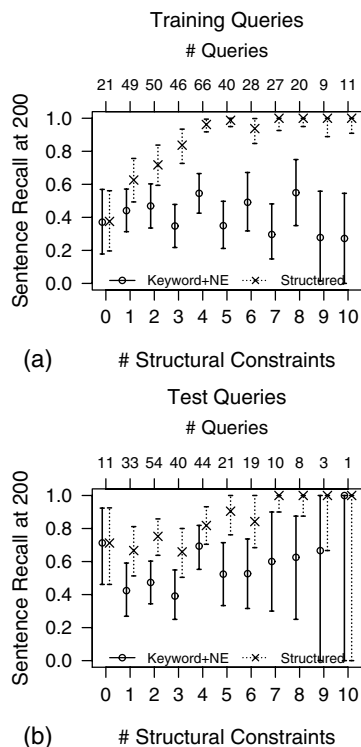 Training Queries
# Queries
21 49 50 46 66 40 28 27 20 9 11
Sentence Recall at 200
1.0
0.8
0.6
0.4
0.2
0.0
Keyword+NE Structured
0 1 2 3 4 5 6 7 8 9 10
(a) # Structural Constraints
Test Queries
# Queries
11 33 54 40 44 21 19 10 8 3 1
Sentence Recall at 200
1.0
0.8
0.6
0.4
0.2
0.0
Keyword+NE Structured
0 1 2 3 4 5 6 7 8 9 10
(b) # Structural Constraints